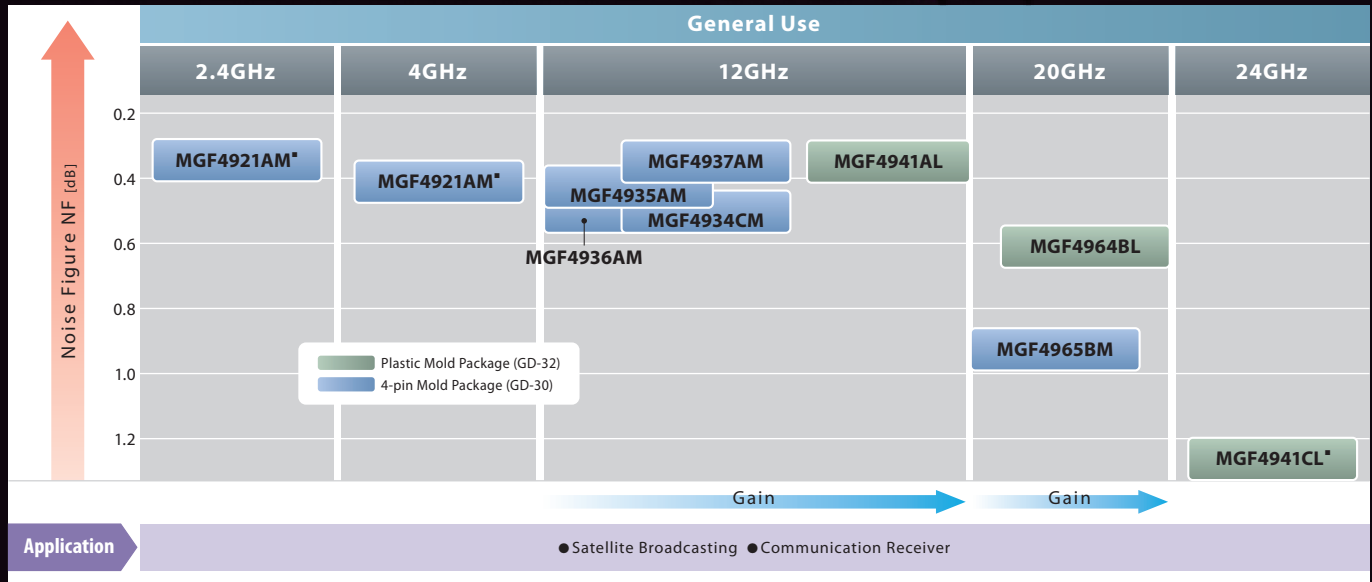 General Use
2.4GHz
4GHz
12GHz
20GHz
24GHz
Noise Figure NF [dB]
0.2
0.4
0.6
0.8
1.0
1.2
MGF4921AM▪
MGF4921AM▪
MGF4937AM
MGF4941AL
MGF4935AM
MGF4934CM
MGF4936AM
MGF4964BL
MGF4965BM
MGF4941CL▪
Plastic Mold Package (GD-32)
4-pin Mold Package (GD-30)
Gain
Gain
Application
●Satellite Broadcasting ●Communication Receiver